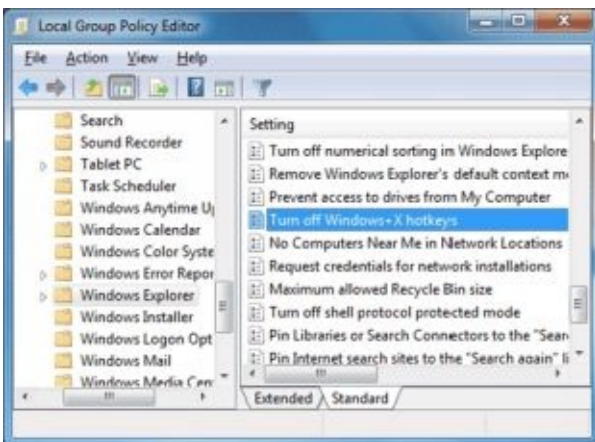 Local Group Policy Editor
File Action View Help
Search
Sound Recorder
Tablet PC
Task Scheduler
Windows Anytime U
Windows Calendar
Windows Color Syste
Windows Error Repor
Windows Explorer
Windows Installer
Windows Logon Opt
Windows Mail
Windows Media Cen
Setting
Turn off numerical sorting in Windows Explore
Remove Windows Explorer's default context m
Prevent access to drives from My Computer
Turn off Windows+X hotkeys
No Computers Near Me in Network Locations
Request credentials for network installations
Maximum allowed Recycle Bin size
Turn off shell protocol protected mode
Pin Libraries or Search Connectors to the "Sear
Pin Internet search sites to the "Search again" li
Extended Standard